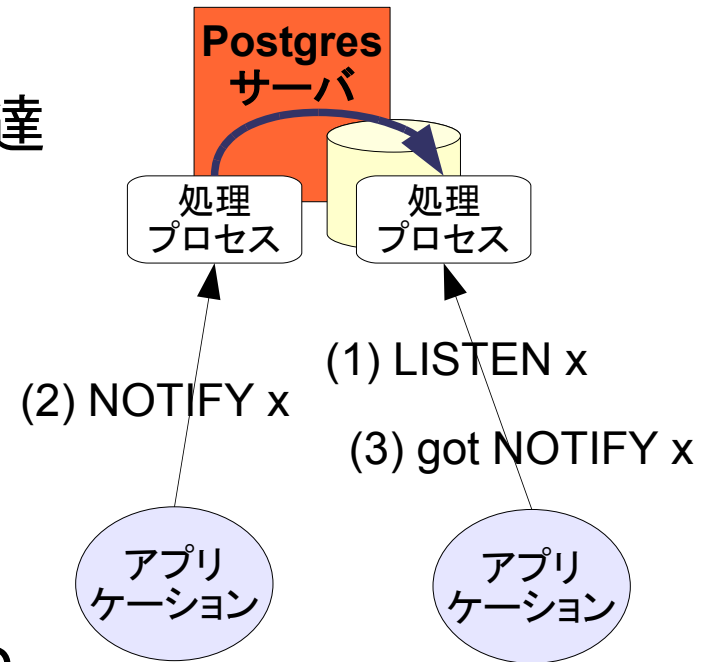 Postgres
サーバ
達
処理
プロセス
処理
プロセス
(1) LISTEN x
(2) NOTIFY x
(3) got NOTIFY x
アプリ
ケーション
アプリ
ケーション